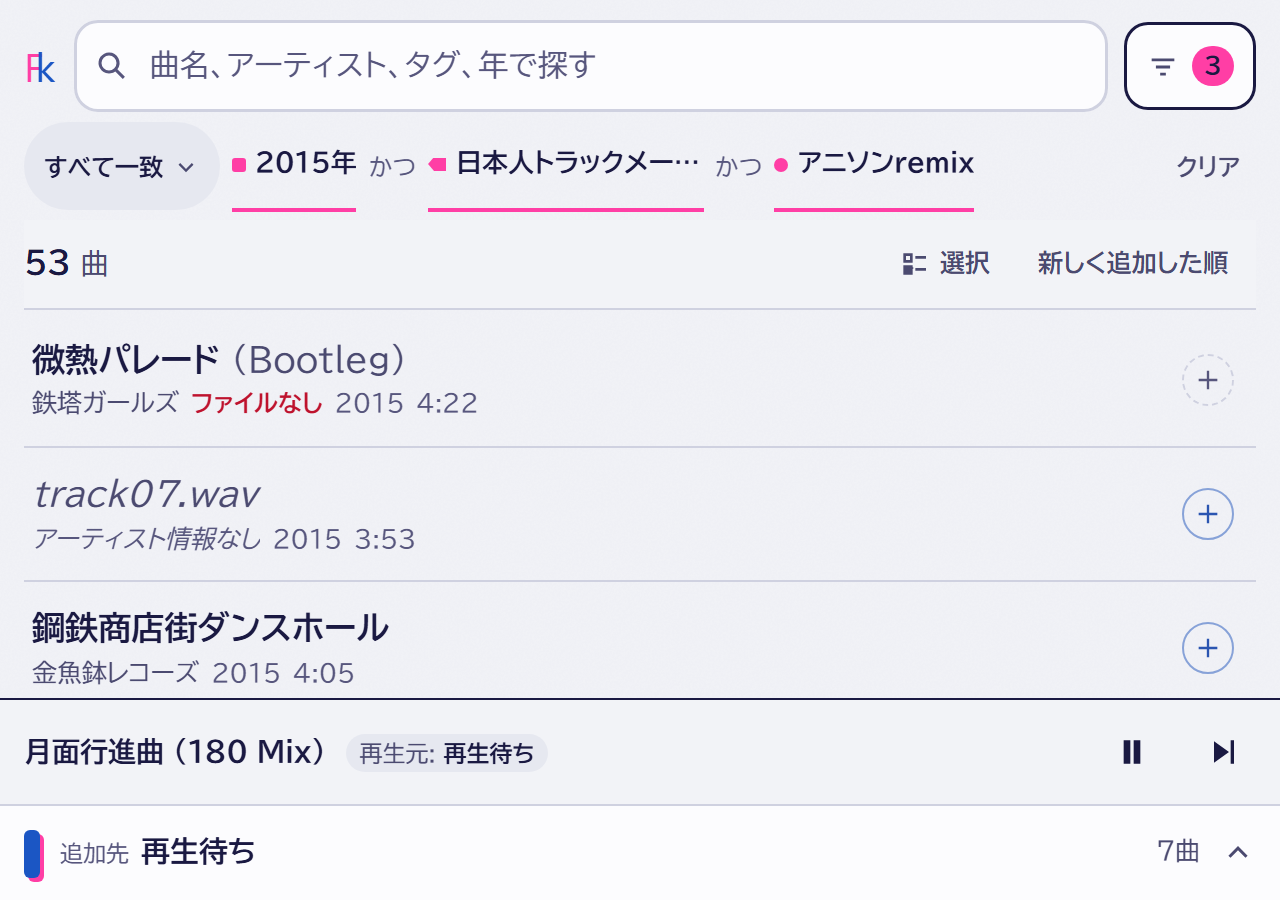 Fk 曲名、アーティスト、タグ、年で探す 3
すべて一致 2015年 かつ 日本人トラックメー… かつ アニソンremix クリア
53 曲 選択 新しく追加した順
微熱パレード（Bootleg）
鉄塔ガールズ ファイルなし 2015 4:22
track07.wav
アーティスト情報なし 2015 3:53
鋼鉄商店街ダンスホール
金魚鉢レコーズ 2015 4:05
月面行進曲（180 Mix） 再生元: 再生待ち
追加先 再生待ち 7曲